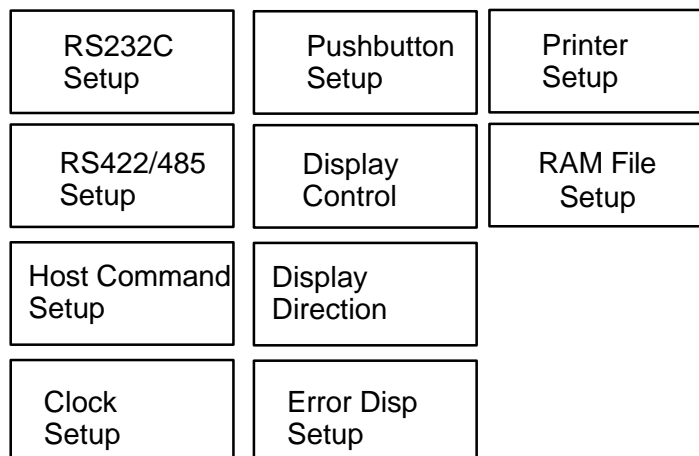 RS232C
Setup
Pushbutton
Setup
Printer
Setup
RS422/485
Setup
Display
Control
RAM File
Setup
Host Command
Setup
Display
Direction
Clock
Setup
Error Disp
Setup